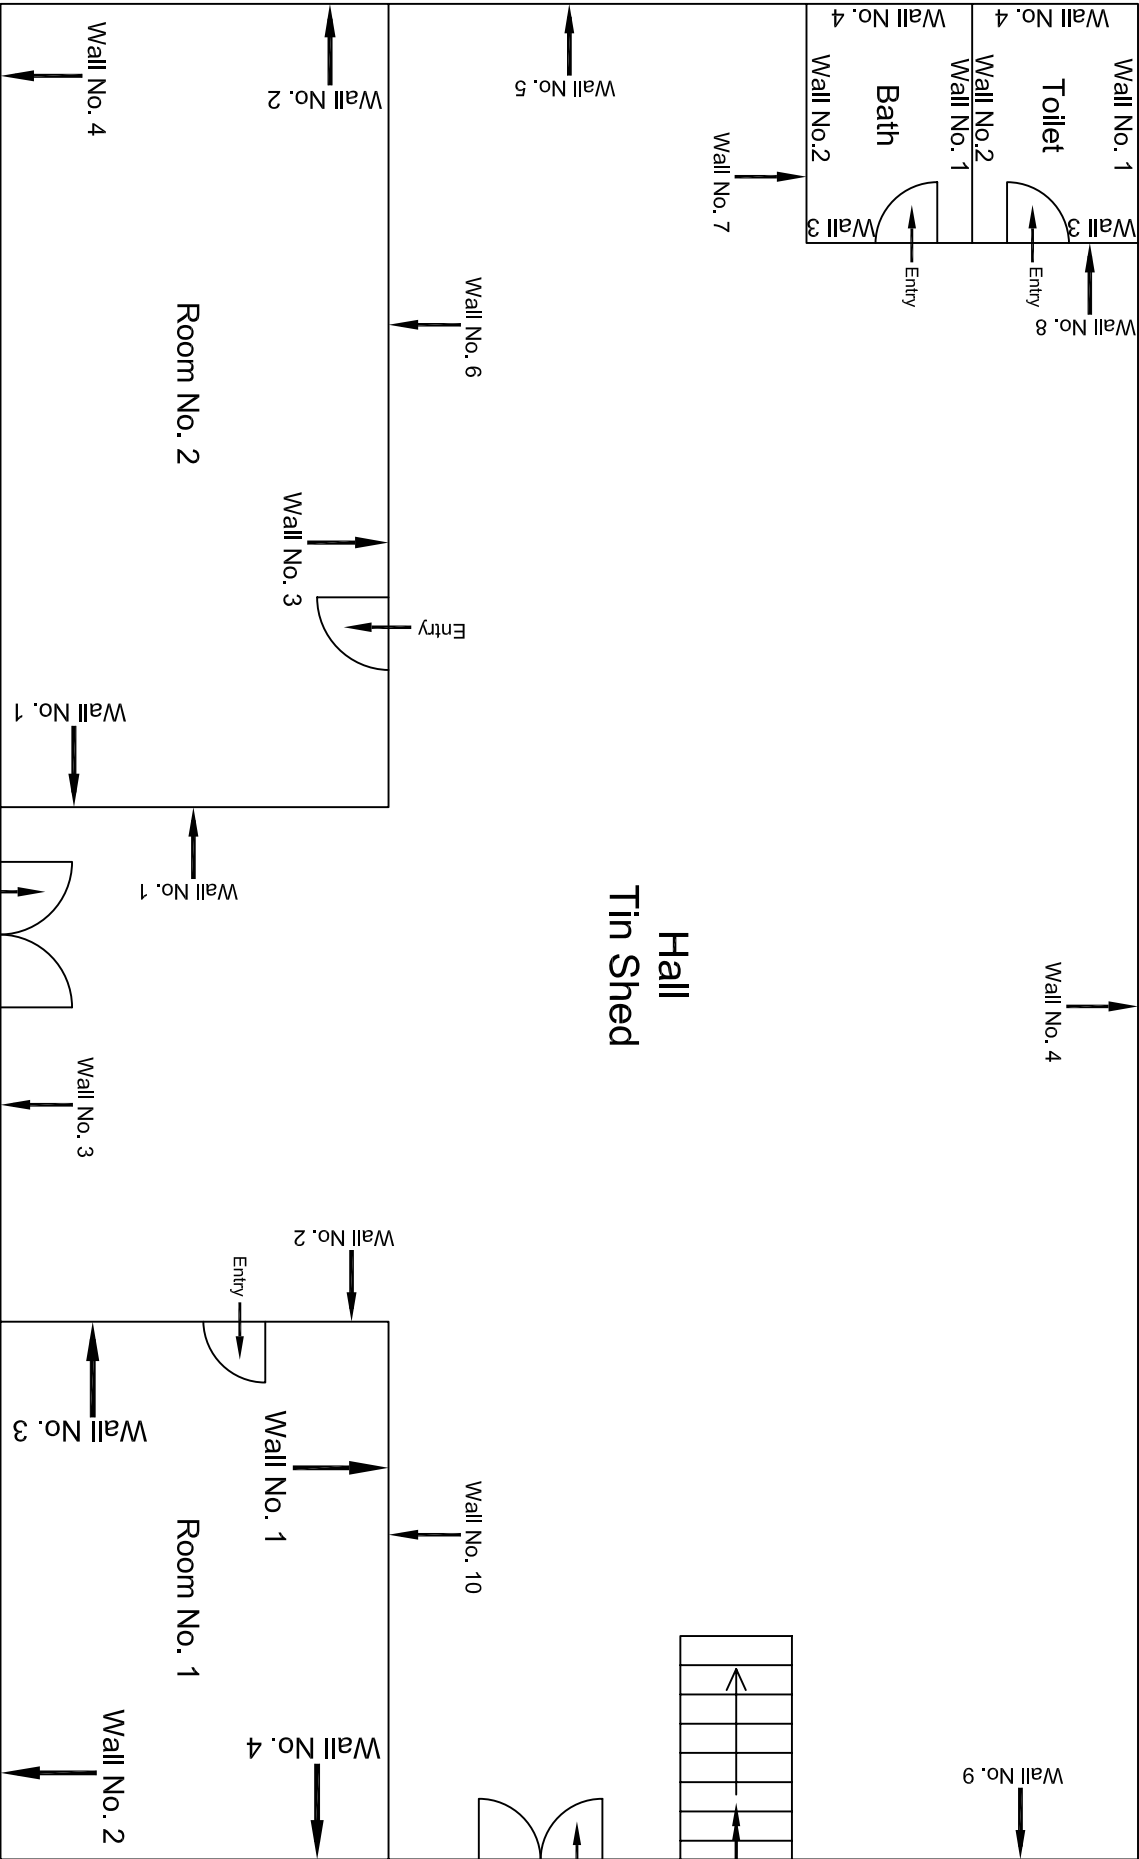 Wall No. 4
Wall No. 2
Wall No. 5
Wall No. 4
Wall No. 4
Wall No.2
Bath
Wall No. 1
Wall No.2
Toilet
Wall No. 1
Wall No. 7
Wall 3
Wall 3
Entry
Entry
Wall No. 8
Wall No. 6
Room No. 2
Wall No. 3
Entry
Wall No. 1
Wall No. 1
Hall
Tin Shed
Wall No. 4
Wall No. 3
Wall No. 2
Entry
Wall No. 3
Wall No. 1
Wall No. 10
Room No. 1
Wall No. 2
Wall No. 4
Wall No. 9